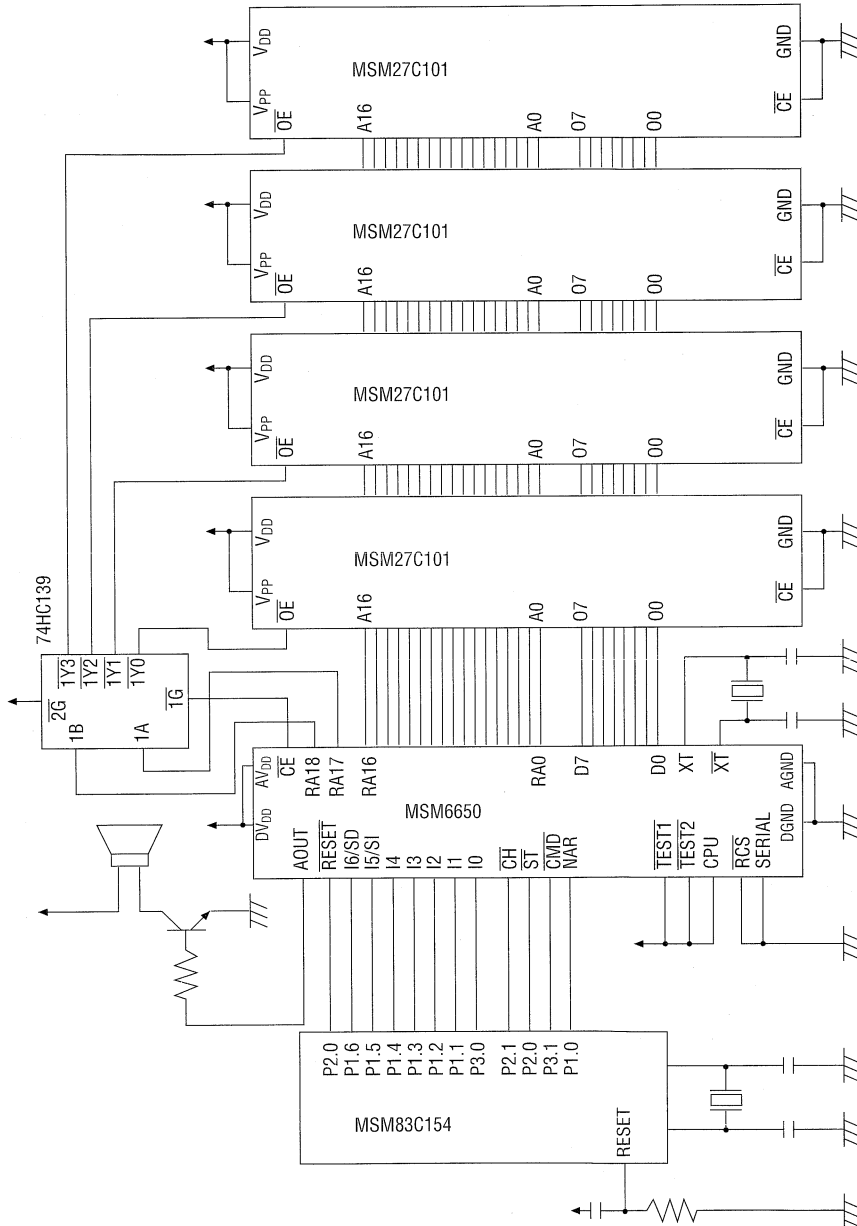 VDD
VPP
OE
MSM27C101
A16
A0
O7
O0
GND
CE
VDD
VPP
OE
MSM27C101
A16
A0
O7
O0
GND
CE
VDD
VPP
OE
MSM27C101
A16
A0
O7
O0
GND
CE
VDD
VPP
OE
MSM27C101
A16
A0
O7
O0
GND
CE
74HC139
1Y3
1Y2
1Y1
1Y0
2G
1G
1B
1A
AVDD
DVDD
CE
RA18
RA17
RA16
RA0
D7
D0
XT
XT
MSM6650
AOUT
RESET
I6/SD
I5/SI
I4
I3
I2
I1
I0
CH
ST
CMD
NAR
TEST1
TEST2
CPU
RCS
SERIAL
DGND
AGND
P2.0
P1.6
P1.5
P1.4
P1.3
P1.2
P1.1
P3.0
P2.1
P2.0
P3.1
P1.0
MSM83C154
RESET